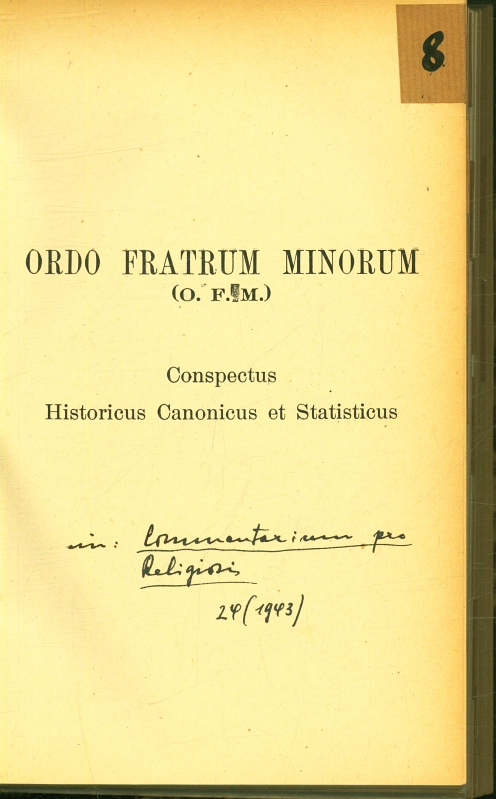 8
ORDO FRATRUM MINORUM
(O. F. M.)
Conspectus
Historicus Canonicus et Statisticus
in: Commentarium pro
Religiosis
24 (1943)